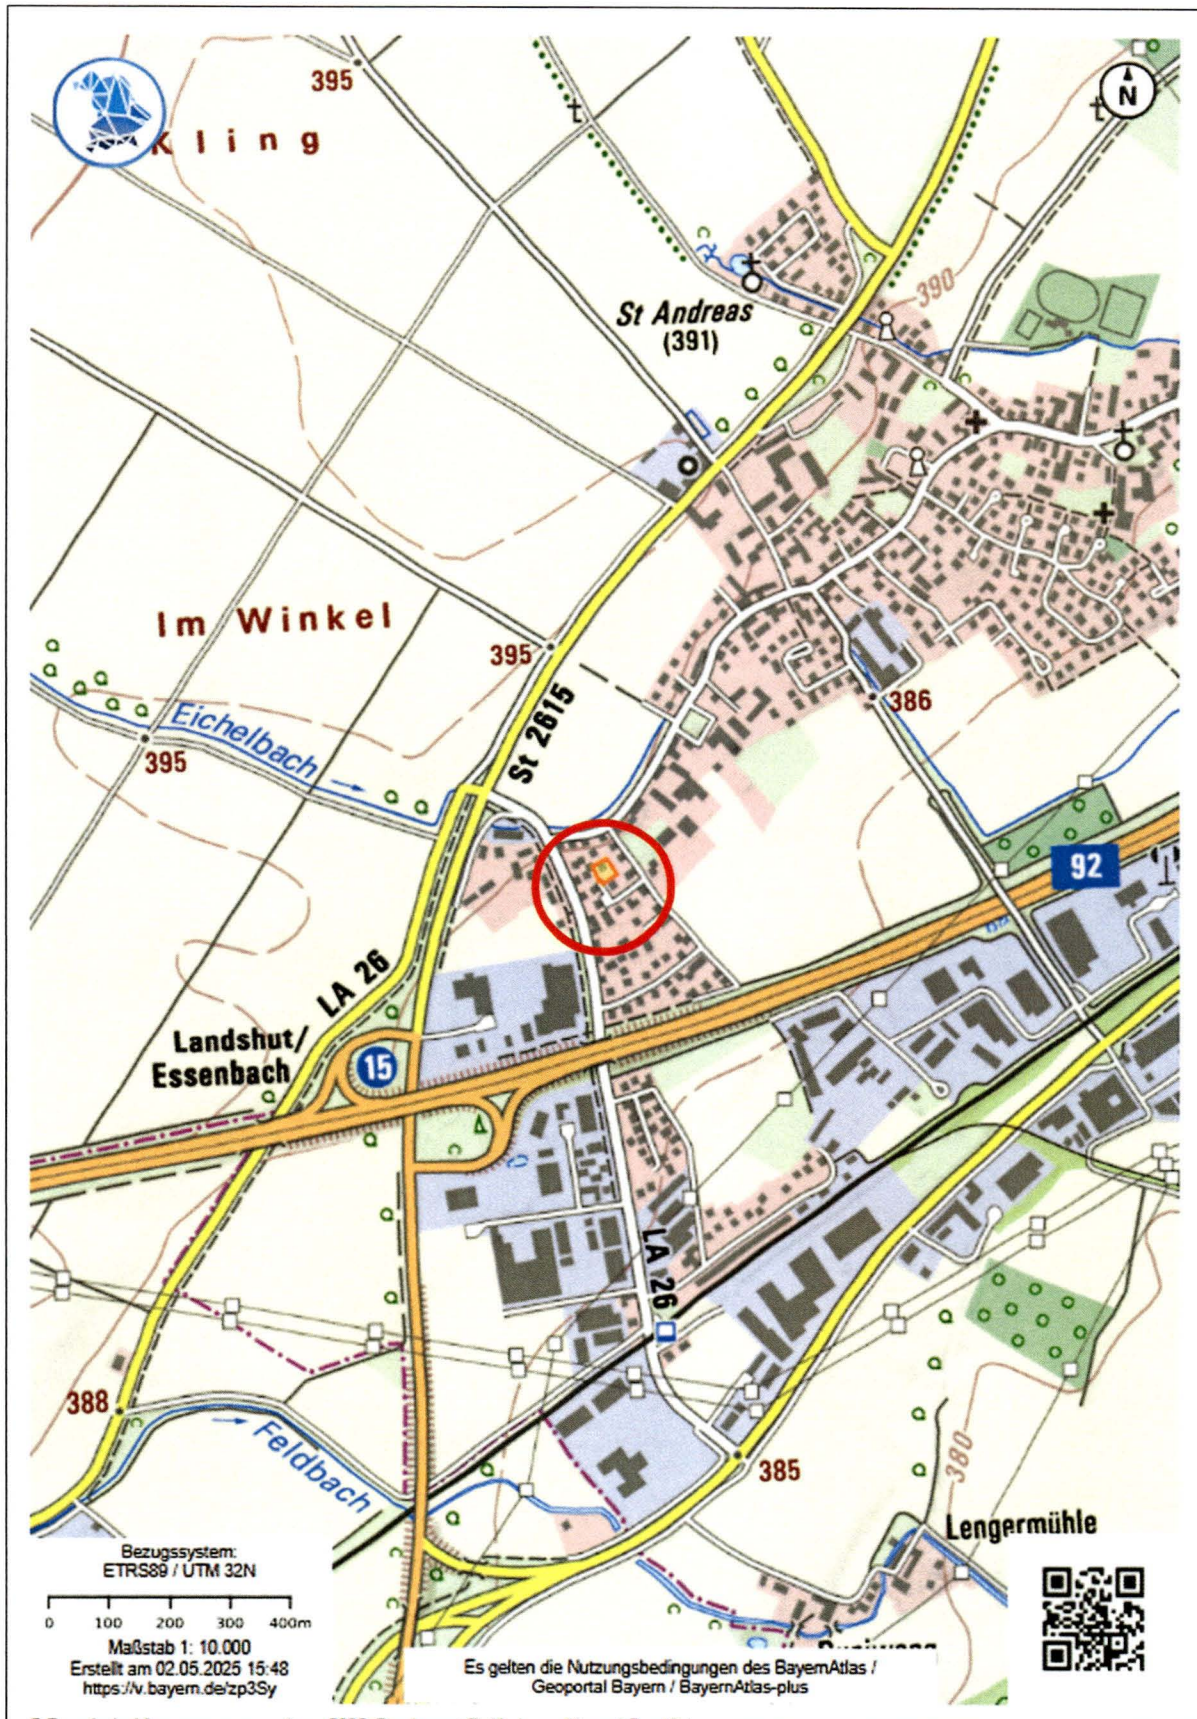 395
Kling
N
390
St Andreas
(391)
Im Winkel
395
St 2615
386
Eichelbach
395
92
LA 26
Landshut/
Essenbach
15
LA 26
388
Feldbach
385
380
Lengermühle
Bezugssystem:
ETRS89 / UTM 32N
0 100 200 300 400m
Maßstab 1: 10.000
Erstellt am 02.05.2025 15:48
https://v.bayern.de/zp3Sy
Es gelten die Nutzungsbedingungen des BayernAtlas /
Geoportal Bayern / BayernAtlas-plus